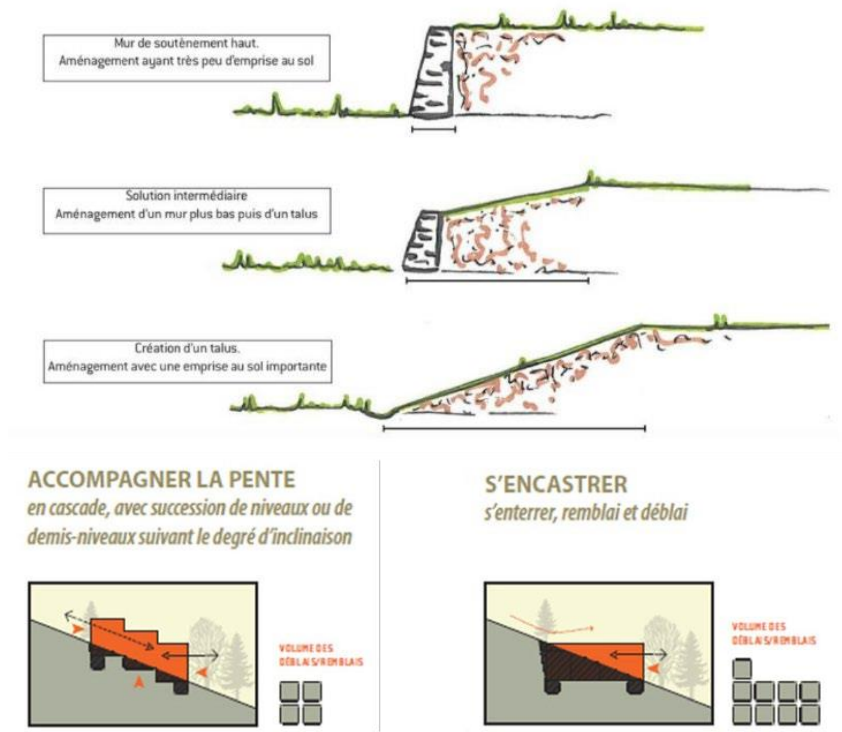 Mur de soutènement haut.
Aménagement ayant très peu d'emprise au sol
Solution intermédiaire
Aménagement d'un mur plus bas puis d'un talus
Création d'un talus.
Aménagement avec une emprise au sol importante
ACCOMPAGNER LA PENTE
en cascade, avec succession de niveaux ou de
demis-niveaux suivant le degré d'inclinaison
VOLUME DES
DÉBLAIS/REMBLAIS
S'ENCASTRER
s'enterrer, remblai et déblai
VOLUME DES
DÉBLAIS/REMBLAIS